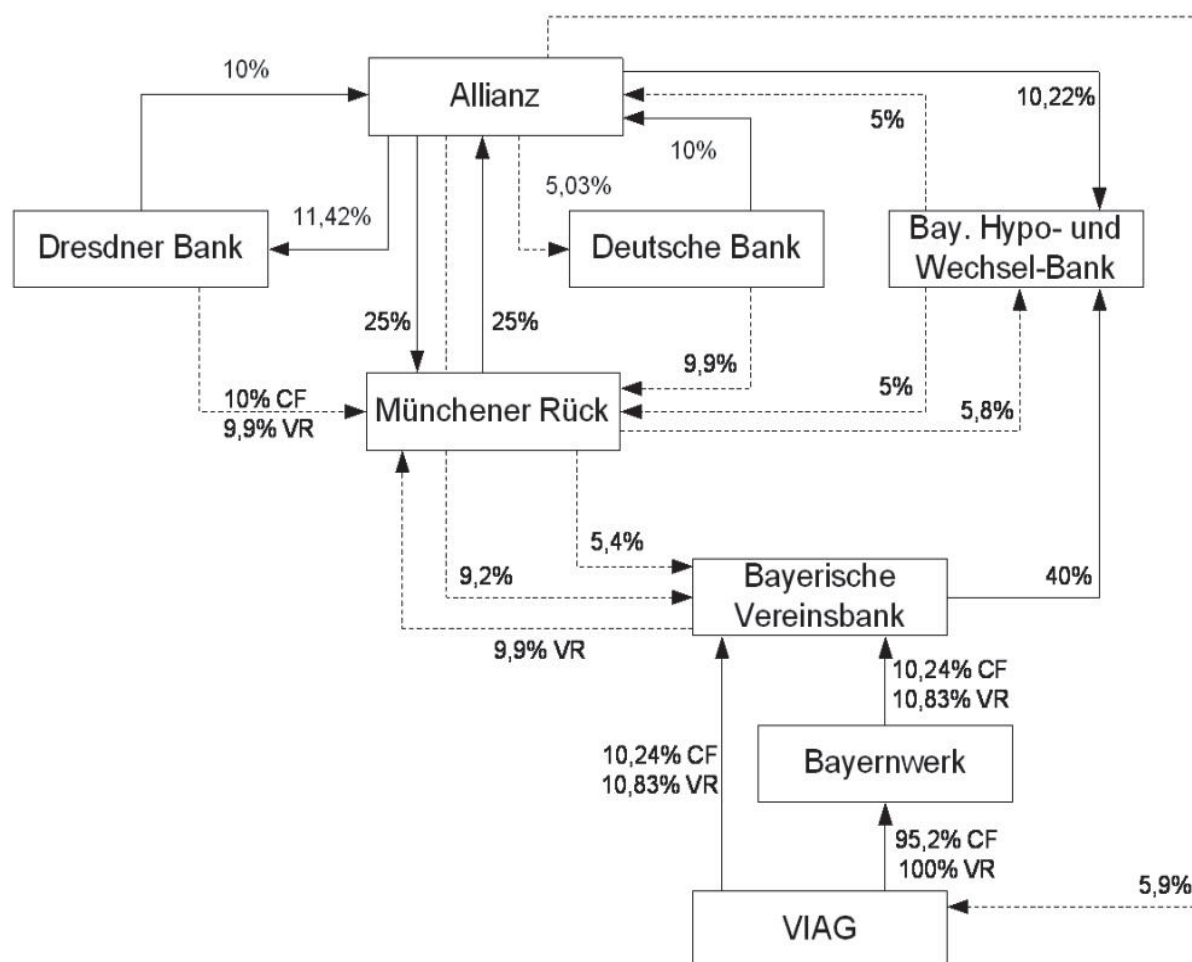 10%
Allianz
10,22%
5%
10%
5,03%
11,42%
Dresdner Bank
Deutsche Bank
Bay. Hypo- und
Wechsel-Bank
25%
25%
9,9%
5%
5,8%
10% CF
9,9% VR
Münchener Rück
5,4%
9,2%
Bayerische
Vereinsbank
40%
9,9% VR
10,24% CF
10,83% VR
10,24% CF
10,83% VR
Bayernwerk
95,2% CF
100% VR
5,9%
VIAG